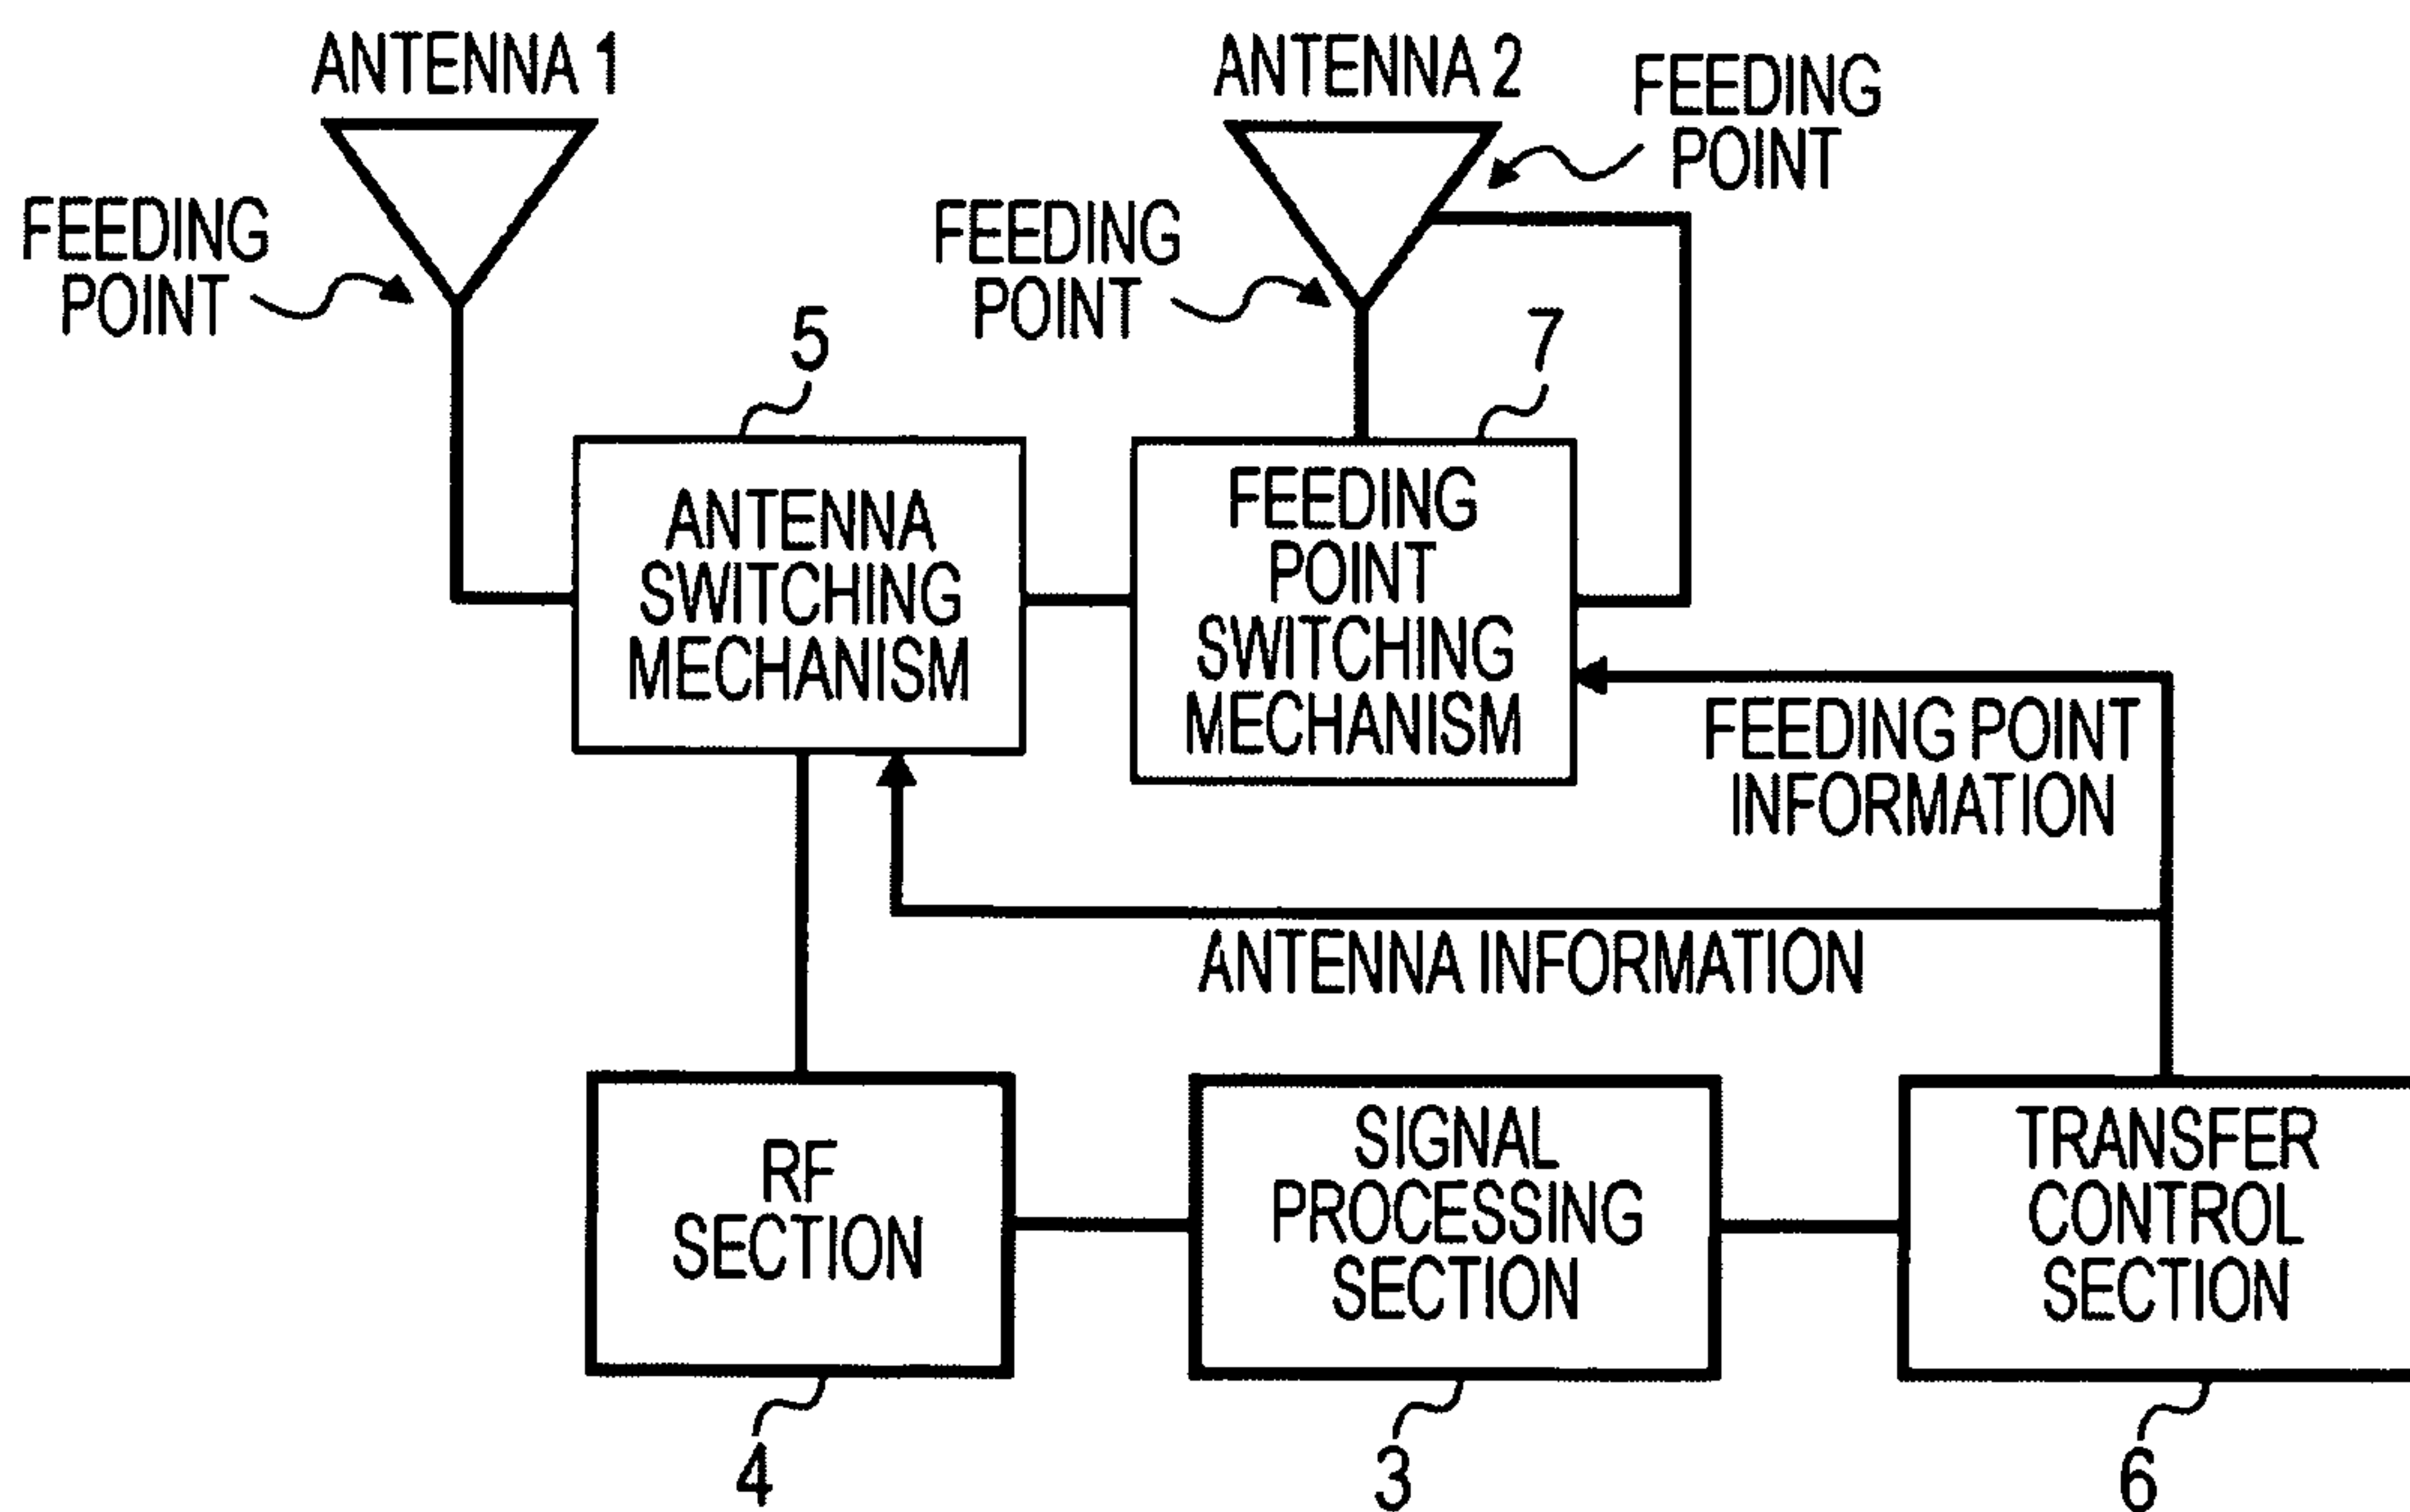 ANTENNA 1
FEEDING
POINT
ANTENNA 2
FEEDING
POINT
FEEDING
POINT
5
7
ANTENNA
SWITCHING
MECHANISM
FEEDING
POINT
SWITCHING
MECHANISM
FEEDING POINT
INFORMATION
ANTENNA INFORMATION
RF
SECTION
SIGNAL
PROCESSING
SECTION
TRANSFER
CONTROL
SECTION
4
3
6